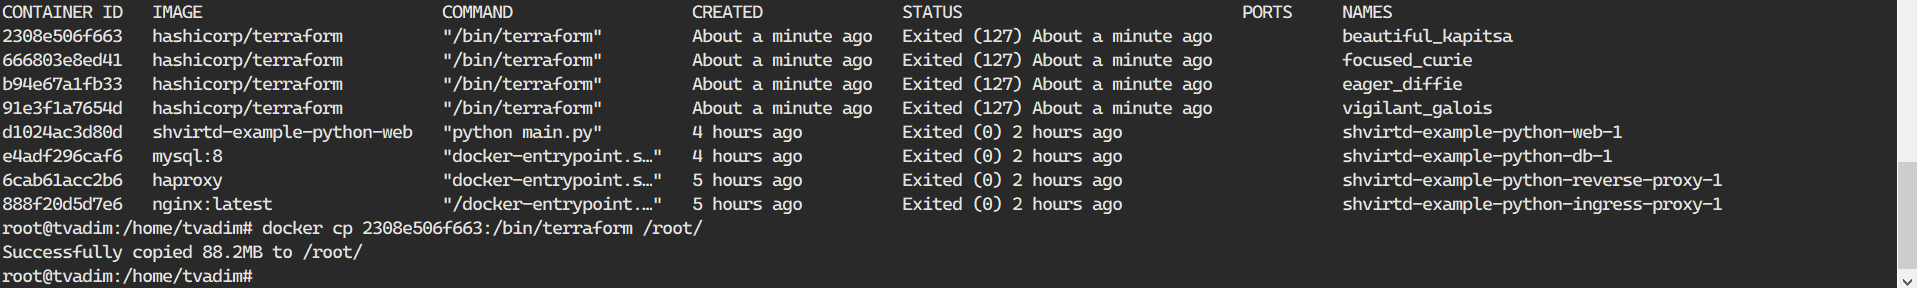 CONTAINER ID   IMAGE                        COMMAND                  CREATED              STATUS                            PORTS     NAMES
2308e506f663   hashicorp/terraform          "/bin/terraform"         About a minute ago   Exited (127) About a minute ago             beautiful_kapitsa
666803e8ed41   hashicorp/terraform          "/bin/terraform"         About a minute ago   Exited (127) About a minute ago             focused_curie
b94e67a1fb33   hashicorp/terraform          "/bin/terraform"         About a minute ago   Exited (127) About a minute ago             eager_diffie
91e3f1a7654d   hashicorp/terraform          "/bin/terraform"         About a minute ago   Exited (127) About a minute ago             vigilant_galois
d1024ac3d80d   shvirtd-example-python-web   "python main.py"         4 hours ago          Exited (0) 2 hours ago                      shvirtd-example-python-web-1
e4adf296caf6   mysql:8                      "docker-entrypoint.s…"   4 hours ago          Exited (0) 2 hours ago                      shvirtd-example-python-db-1
6cab61acc2b6   haproxy                      "docker-entrypoint.s…"   5 hours ago          Exited (0) 2 hours ago                      shvirtd-example-python-reverse-proxy-1
888f20d5d7e6   nginx:latest                 "/docker-entrypoint.…"   5 hours ago          Exited (0) 2 hours ago                      shvirtd-example-python-ingress-proxy-1
root@tvadim:/home/tvadim# docker cp 2308e506f663:/bin/terraform /root/
Successfully copied 88.2MB to /root/
root@tvadim:/home/tvadim#